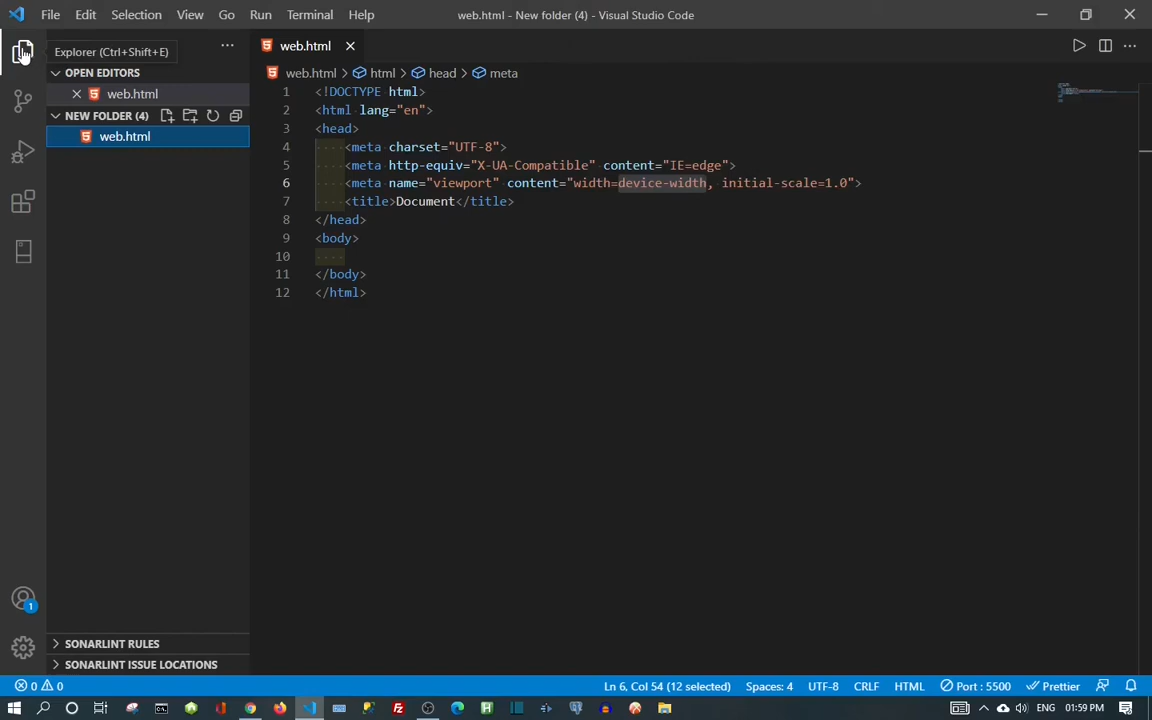 File Edit Selection View Go Run Terminal Help web.html - New folder (4) - Visual Studio Code
Explorer (Ctrl+Shift+E)
OPEN EDITORS
web.html
NEW FOLDER (4)
web.html
web.html
web.html > html > head > meta
1 <!DOCTYPE html>
2 <html lang="en">
3 <head>
4 ····<meta charset="UTF-8">
5 ····<meta http-equiv="X-UA-Compatible" content="IE=edge">
6 ····<meta name="viewport" content="width=device-width, initial-scale=1.0">
7 ····<title>Document</title>
8 </head>
9 <body>
10 ····
11 </body>
12 </html>
1
SONARLINT RULES
SONARLINT ISSUE LOCATIONS
0 0 Ln 6, Col 54 (12 selected) Spaces: 4 UTF-8 CRLF HTML Port : 5500 Prettier
ENG 01:59 PM